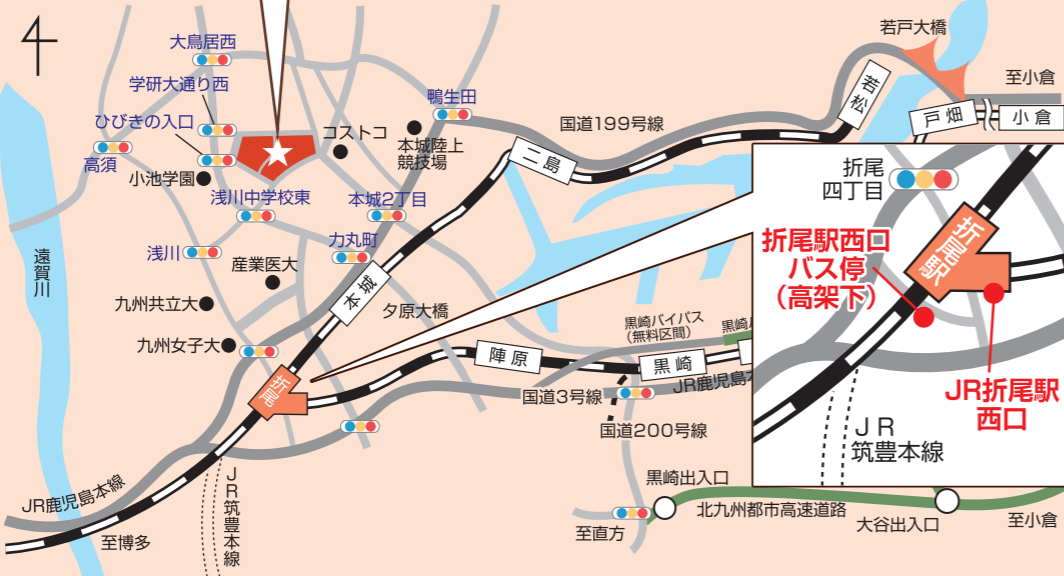 若戸大橋
大鳥居西
至小倉
学研大通り西
若松
鴨生田
ひびきの入口
戸畑
小倉
コストコ
国道199号線
本城陸上
競技場
二島
高須
小池学園
折尾
四丁目
浅川中学校東
本城2丁目
折尾駅
折尾駅西口
バス停
（高架下）
浅川
力丸町
遠賀川
産業医大
本城
九州共立大
夕原大橋
黒崎バイパス
（無料区間）
黒崎
九州女子大
陣原
黒崎
折尾
国道3号線
JR鹿児島
JR折尾駅
西口
国道200号線
JR
筑豊本線
JR鹿児島本線
JR筑豊本線
黒崎出入口
北九州都市高速道路
大谷出入口
至小倉
至直方
至博多